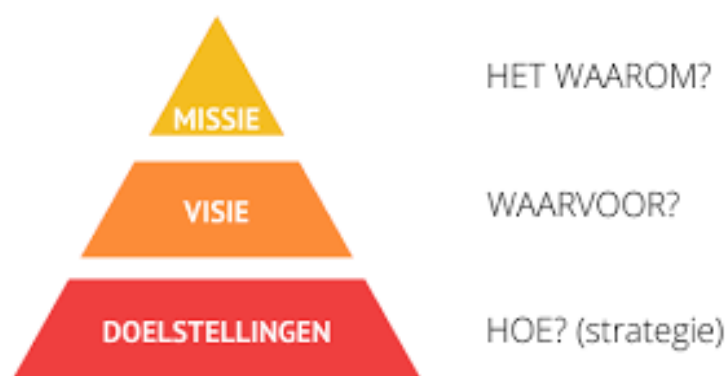 MISSIE
HET WAAROM?
VISIE
WAARVOOR?
DOELSTELLINGEN
HOE? (strategie)